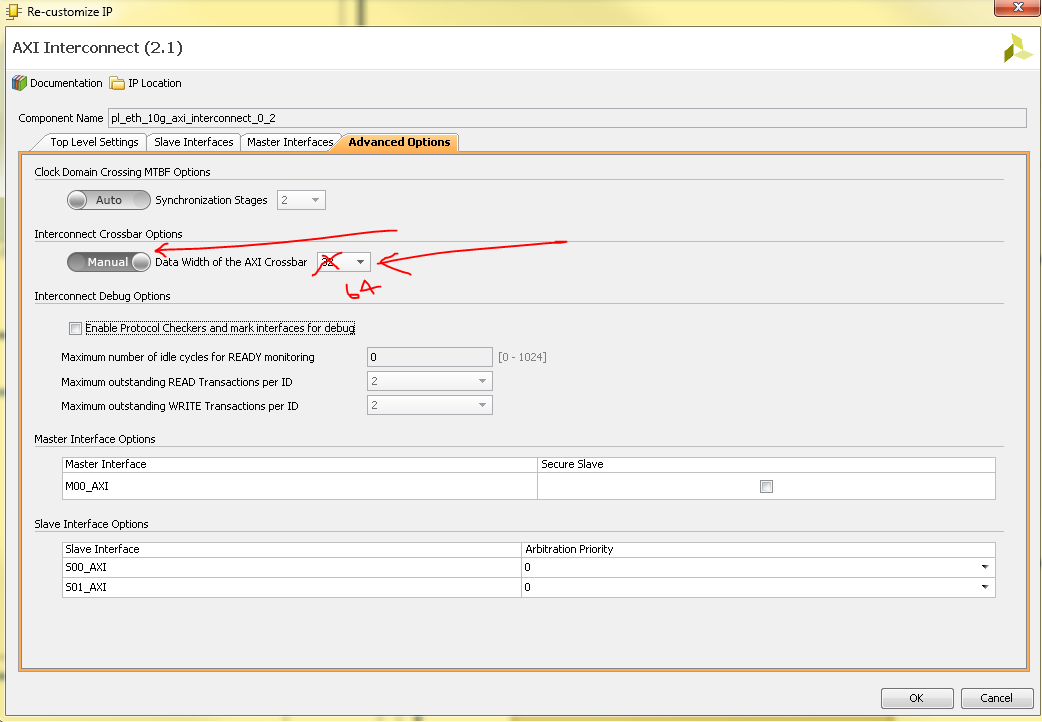 Re-customize IP
AXI Interconnect (2.1)
Documentation IP Location
Component Name pl_eth_10g_axi_interconnect_0_2
Top Level Settings Slave Interfaces Master Interfaces Advanced Options
Clock Domain Crossing MTBF Options
Auto Synchronization Stages 2
Interconnect Crossbar Options
Manual Data Width of the AXI Crossbar 32
64
Interconnect Debug Options
Enable Protocol Checkers and mark interfaces for debug
Maximum number of idle cycles for READY monitoring 0 [0 - 1024]
Maximum outstanding READ Transactions per ID 2
Maximum outstanding WRITE Transactions per ID 2
Master Interface Options
Master Interface Secure Slave
M00_AXI
Slave Interface Options
Slave Interface Arbitration Priority
S00_AXI 0
S01_AXI 0
OK Cancel